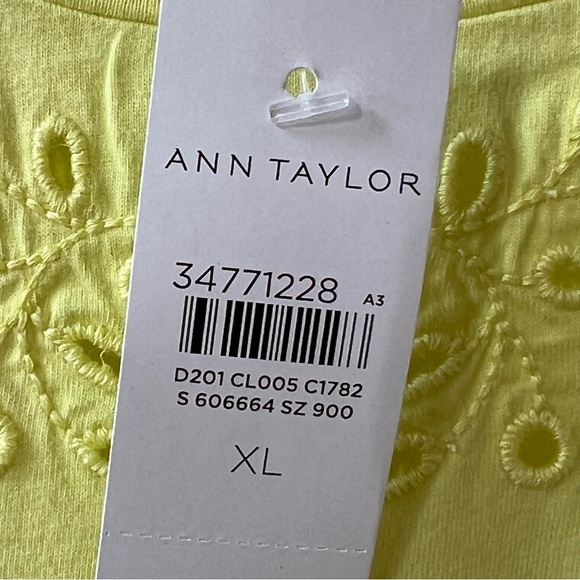 ANN TAYLOR
34771228 A3
D201 CL005 C1782
S 606664 SZ 900
XL